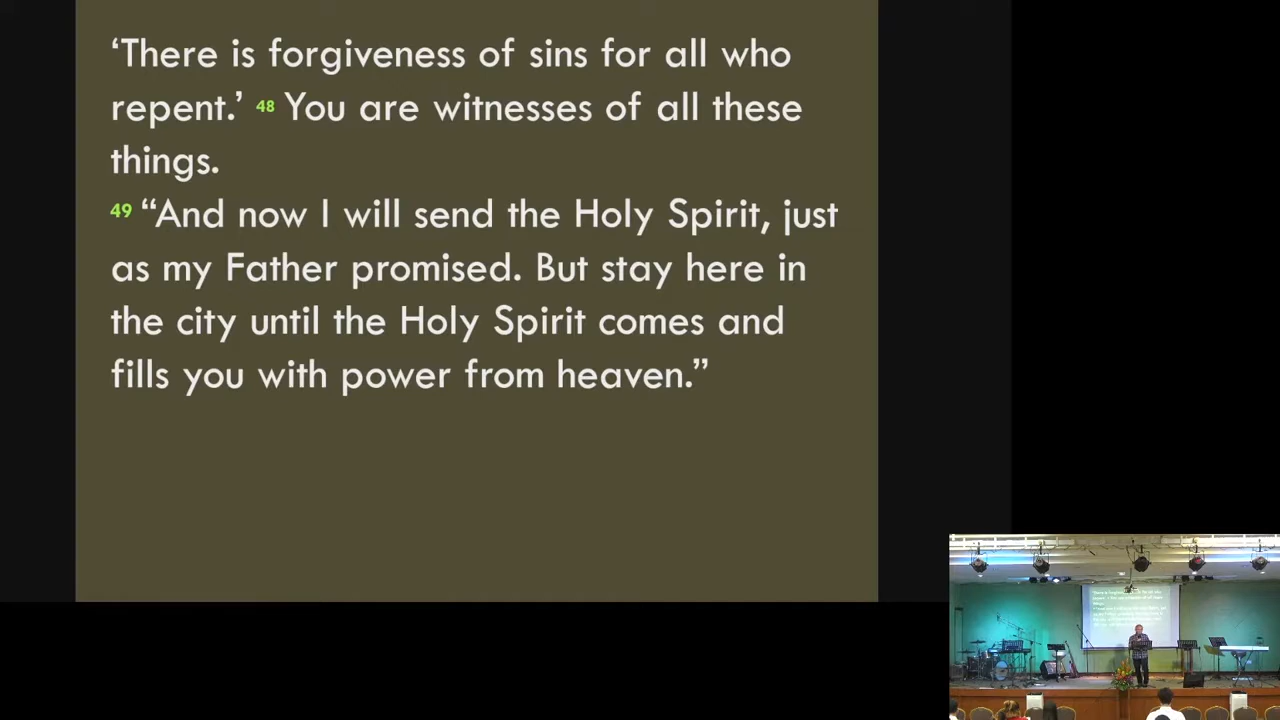 ‘There is forgiveness of sins for all who
repent.’ 48 You are witnesses of all these
things.
49 “And now I will send the Holy Spirit, just
as my Father promised. But stay here in
the city until the Holy Spirit comes and
fills you with power from heaven.”